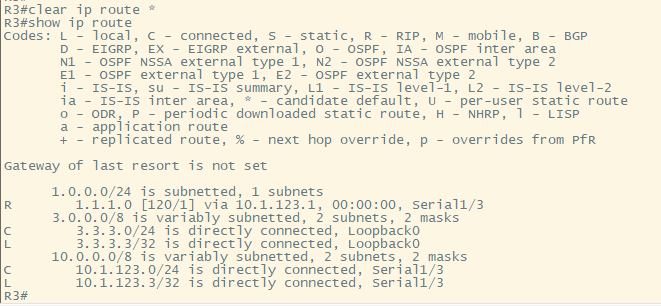 R3#clear ip route *
R3#show ip route
Codes: L - local, C - connected, S - static, R - RIP, M - mobile, B - BGP
       D - EIGRP, EX - EIGRP external, O - OSPF, IA - OSPF inter area
       N1 - OSPF NSSA external type 1, N2 - OSPF NSSA external type 2
       E1 - OSPF external type 1, E2 - OSPF external type 2
       i - IS-IS, su - IS-IS summary, L1 - IS-IS level-1, L2 - IS-IS level-2
       ia - IS-IS inter area, * - candidate default, U - per-user static route
       o - ODR, P - periodic downloaded static route, H - NHRP, l - LISP
       a - application route
       + - replicated route, % - next hop override, p - overrides from PfR
Gateway of last resort is not set
      1.0.0.0/24 is subnetted, 1 subnets
R        1.1.1.0 [120/1] via 10.1.123.1, 00:00:00, Serial1/3
      3.0.0.0/8 is variably subnetted, 2 subnets, 2 masks
C        3.3.3.0/24 is directly connected, Loopback0
L        3.3.3.3/32 is directly connected, Loopback0
      10.0.0.0/8 is variably subnetted, 2 subnets, 2 masks
C        10.1.123.0/24 is directly connected, Serial1/3
L        10.1.123.3/32 is directly connected, Serial1/3
R3#